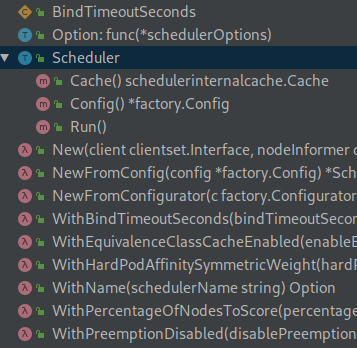 BindTimeoutSeconds
Option: func(*schedulerOptions)
Scheduler
Cache() schedulerinternalcache.Cache
Config() *factory.Config
Run()
New(client clientset.Interface, nodeInformer c
NewFromConfig(config *factory.Config) *Sch
NewFromConfigurator(c factory.Configurator
WithBindTimeoutSeconds(bindTimeoutSecon
WithEquivalenceClassCacheEnabled(enableE
WithHardPodAffinitySymmetricWeight(hardP
WithName(schedulerName string) Option
WithPercentageOfNodesToScore(percentage
WithPreemptionDisabled(disablePreemption